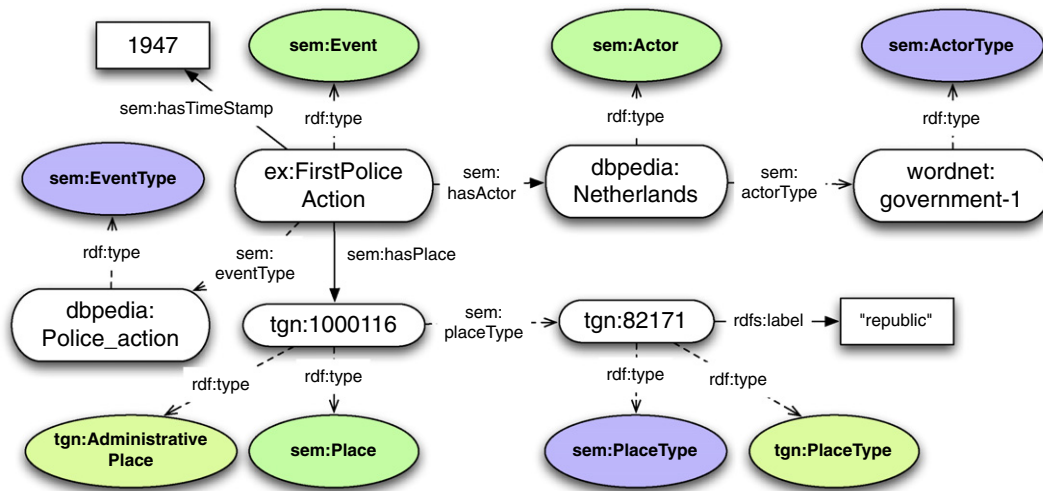 1947
sem:Event
sem:Actor
sem:ActorType
sem:hasTimeStamp
rdf:type
rdf:type
rdf:type
sem:EventType
ex:FirstPolice
Action
sem:
hasActor
dbpedia:
Netherlands
sem:
actorType
wordnet:
government-1
rdf:type
sem:
eventType
sem:hasPlace
dbpedia:
Police_action
tgn:1000116
sem:
placeType
tgn:82171
rdfs:label
"republic"
rdf:type
rdf:type
rdf:type
rdf:type
tgn:Administrative
Place
sem:Place
sem:PlaceType
tgn:PlaceType